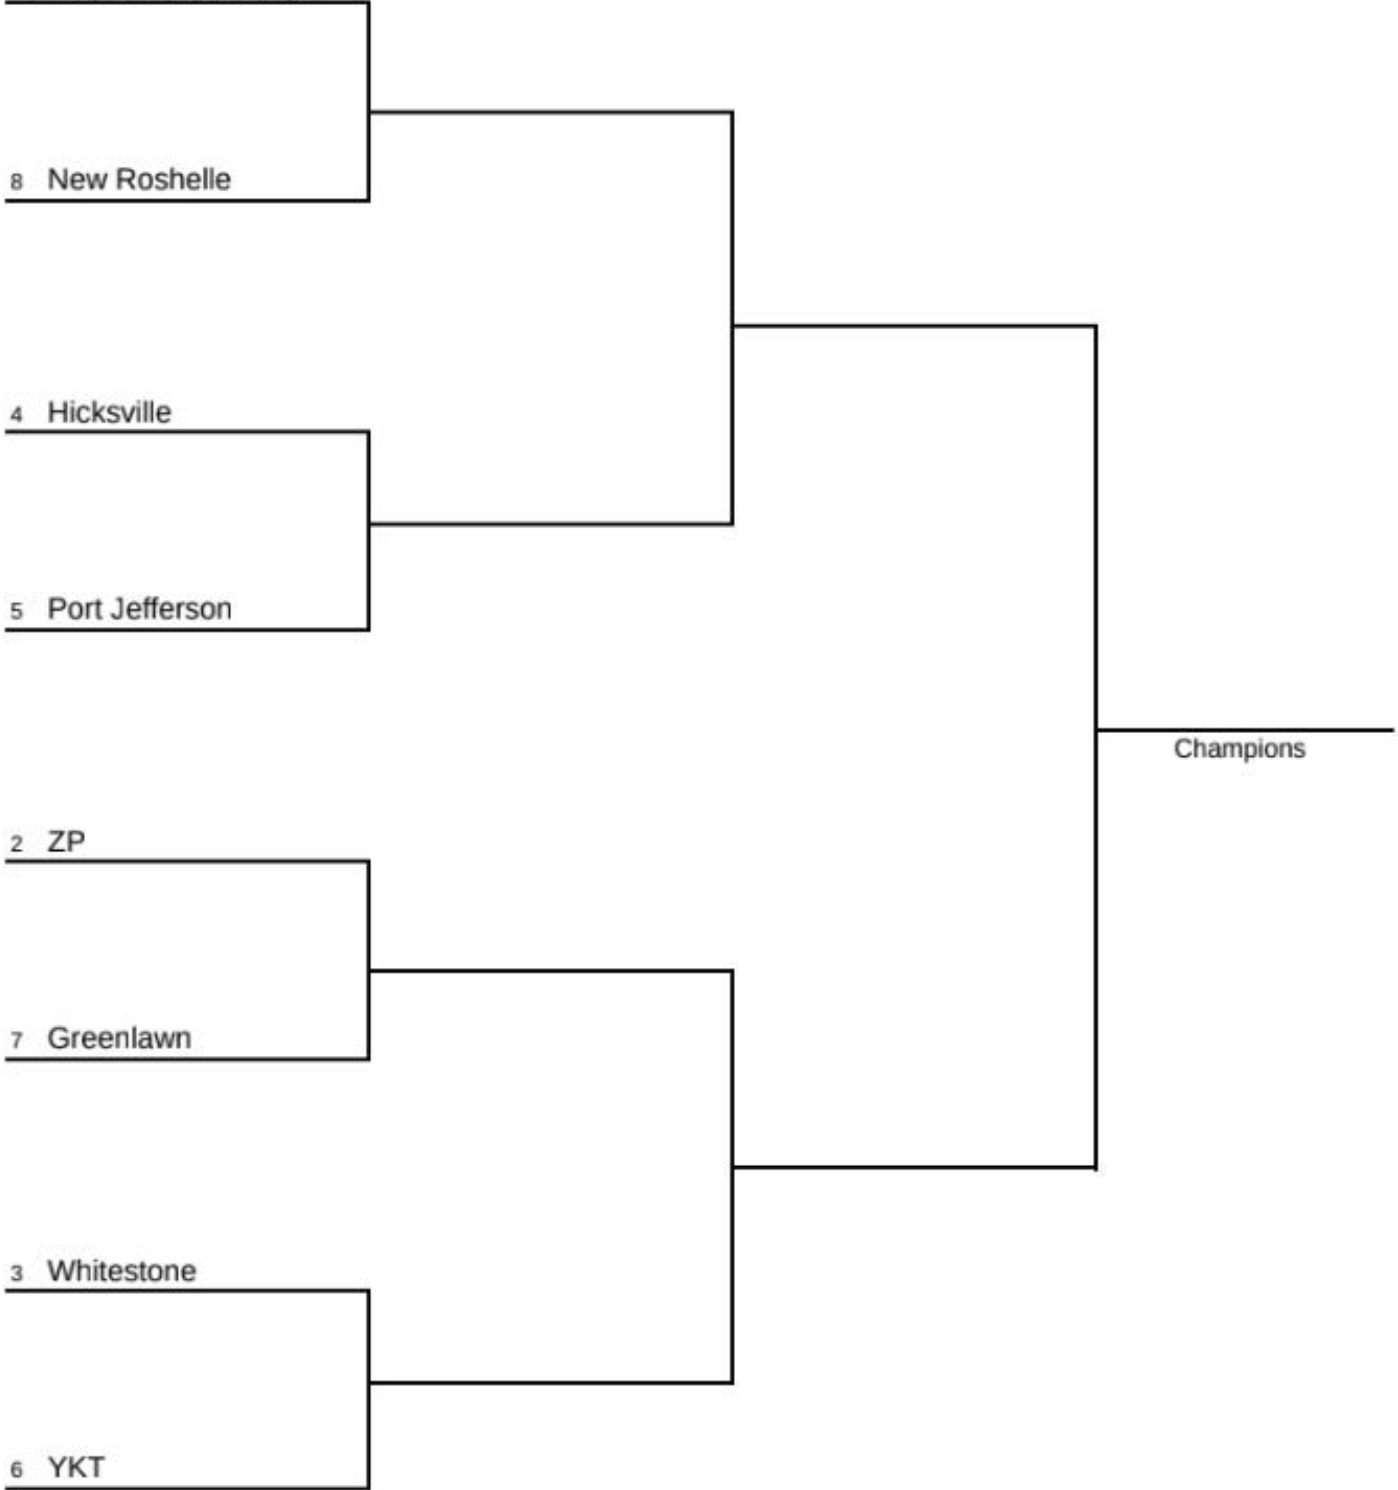 8 New Roshelle
4 Hicksville
5 Port Jefferson
Champions
2 ZP
7 Greenlawn
3 Whitestone
6 YKT